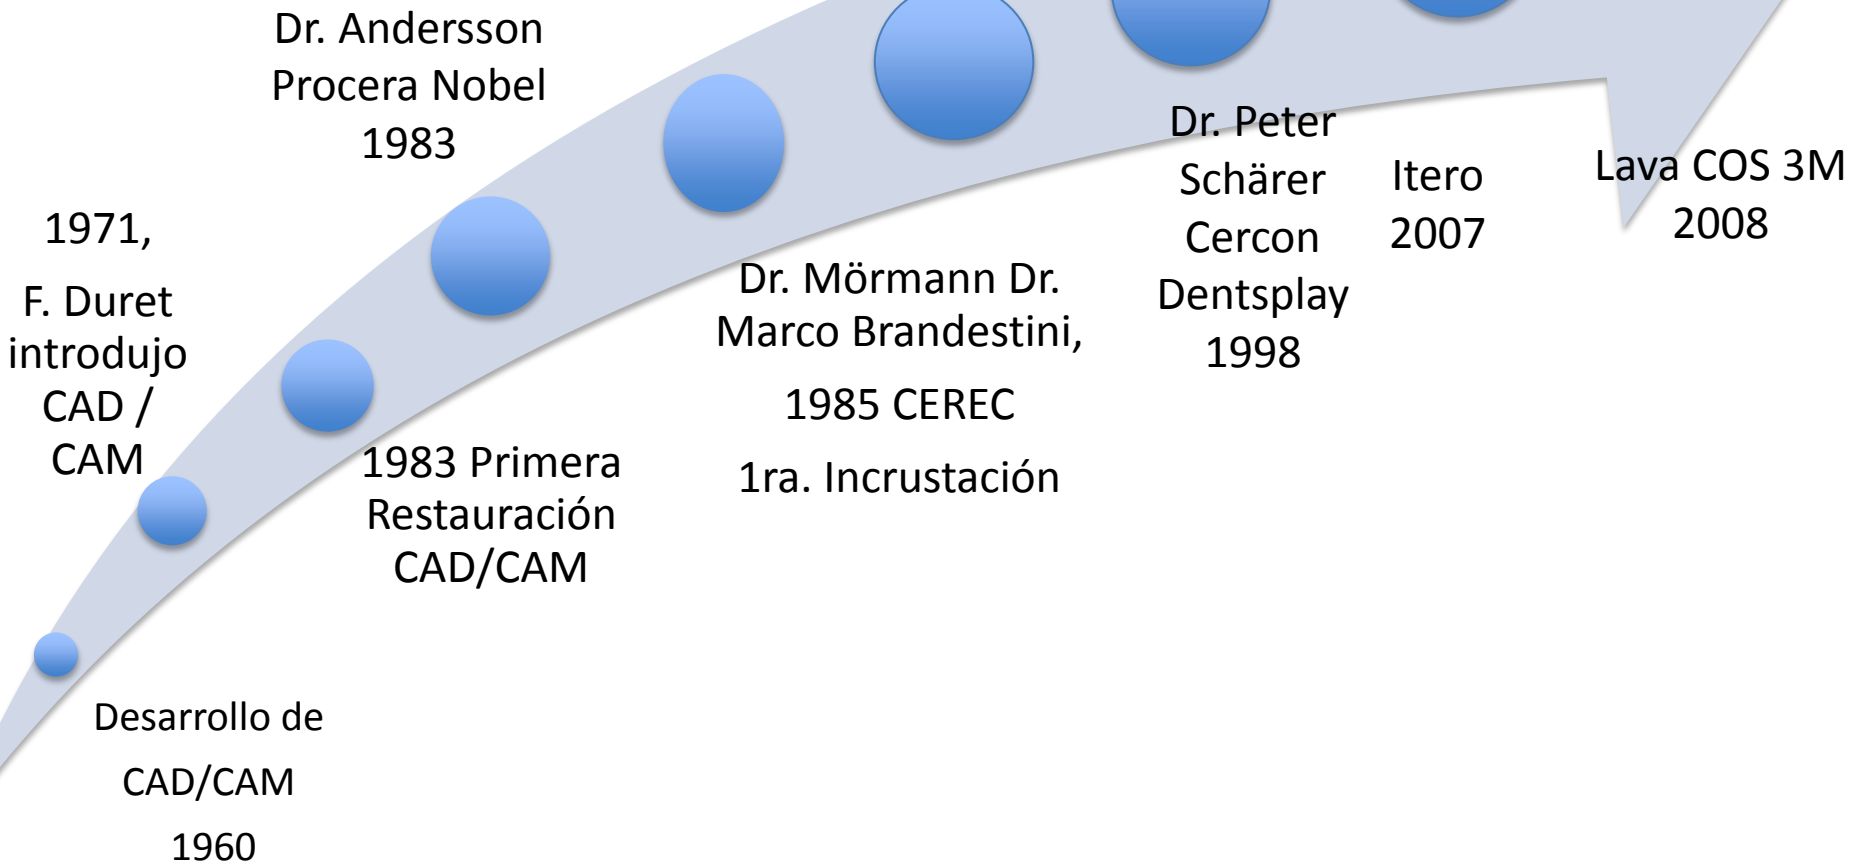 Dr. Andersson
Procera Nobel
1983
1971,
F. Duret
introdujo
CAD /
CAM
Desarrollo de
CAD/CAM
1960
1983 Primera
Restauración
CAD/CAM
Dr. Mörmann Dr.
Marco Brandestini,
1985 CEREC
1ra. Incrustación
Dr. Peter
Schärer
Cercon
Dentsplay
1998
Itero
2007
Lava COS 3M
2008